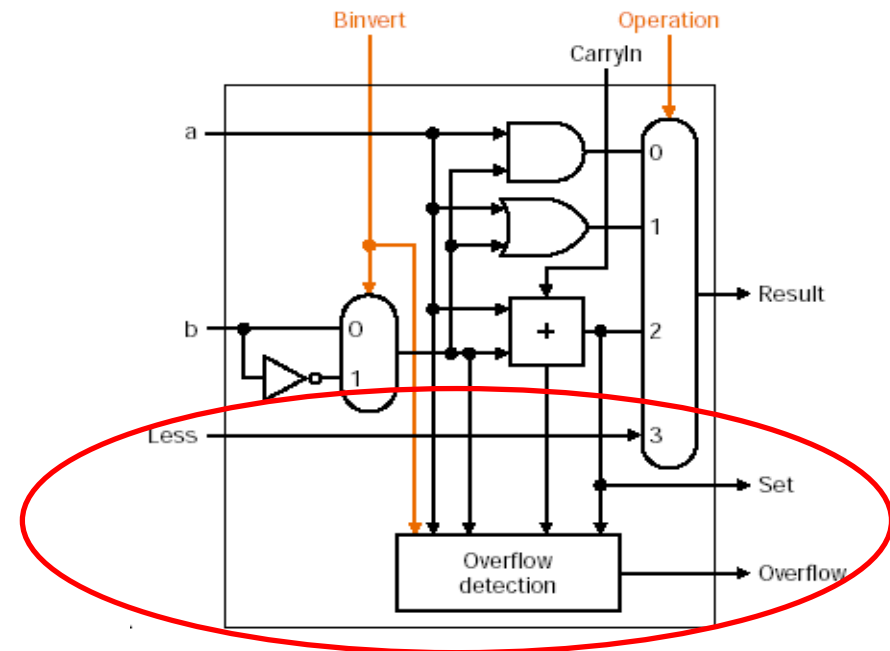 Binvert
Operation
CarryIn
a
0
1
Result
b
0
+
2
1
Less
3
Set
Overflow
detection
Overflow